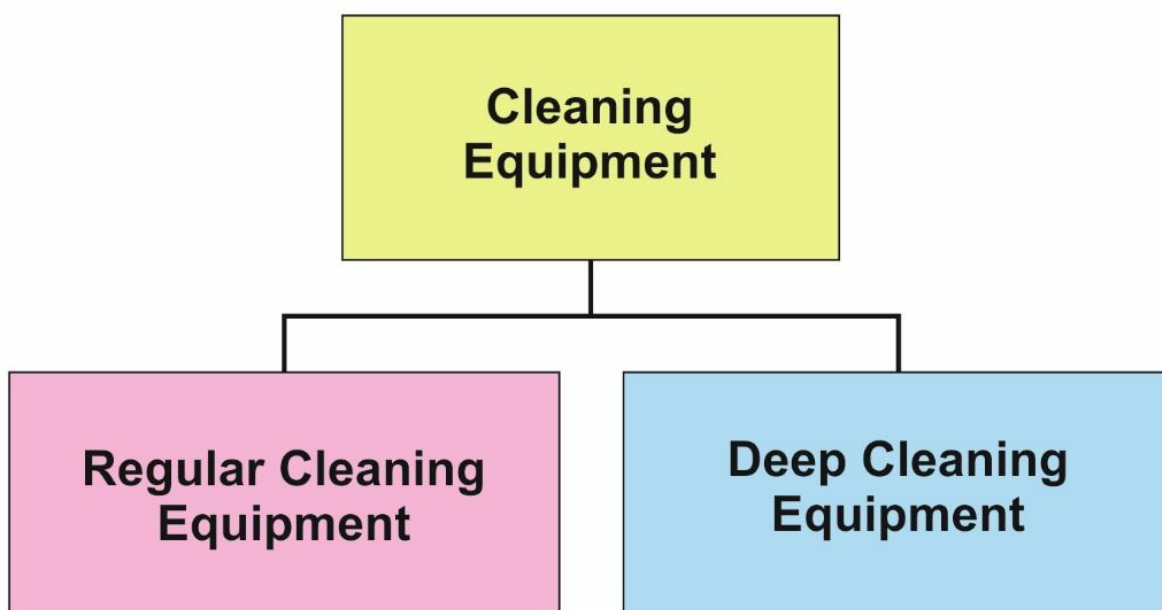 Cleaning
Equipment
Regular Cleaning
Equipment
Deep Cleaning
Equipment